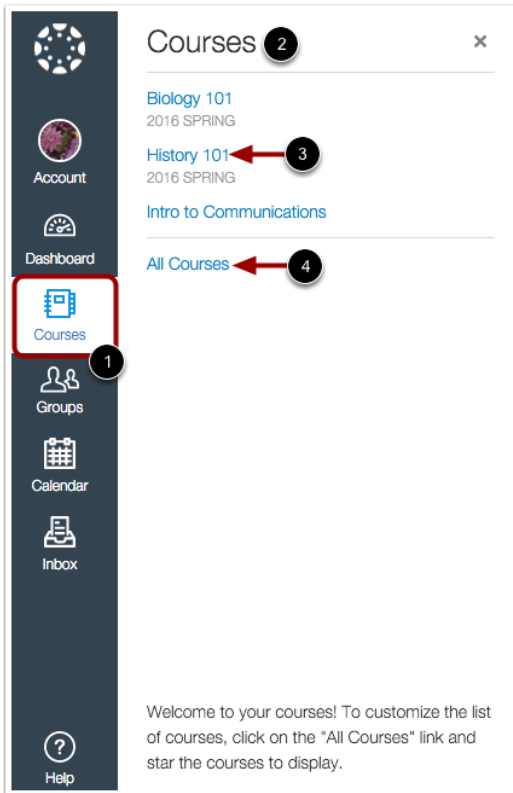 Account
Dashboard
Courses
1
Groups
Calendar
Inbox
Help
Courses 2 ×
Biology 101
2016 SPRING
History 101 3
2016 SPRING
Intro to Communications
All Courses 4
Welcome to your courses! To customize the list
of courses, click on the "All Courses" link and
star the courses to display.
?